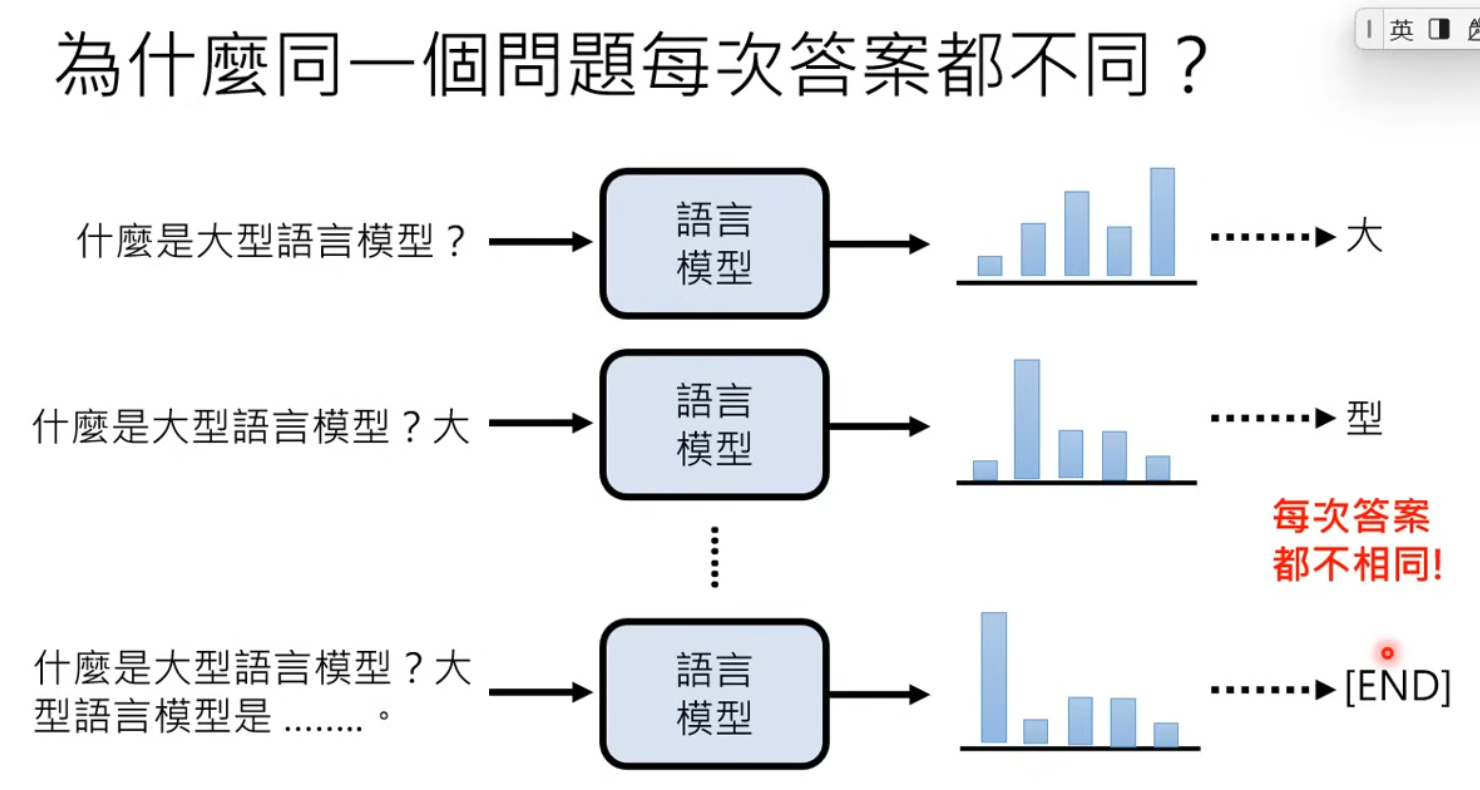 為什麼同一個問題每次答案都不同？
英
什麼是大型語言模型？
語言
模型
大
什麼是大型語言模型？大
語言
模型
型
每次答案
都不相同!
什麼是大型語言模型？大
型語言模型是 ........。
語言
模型
[END]